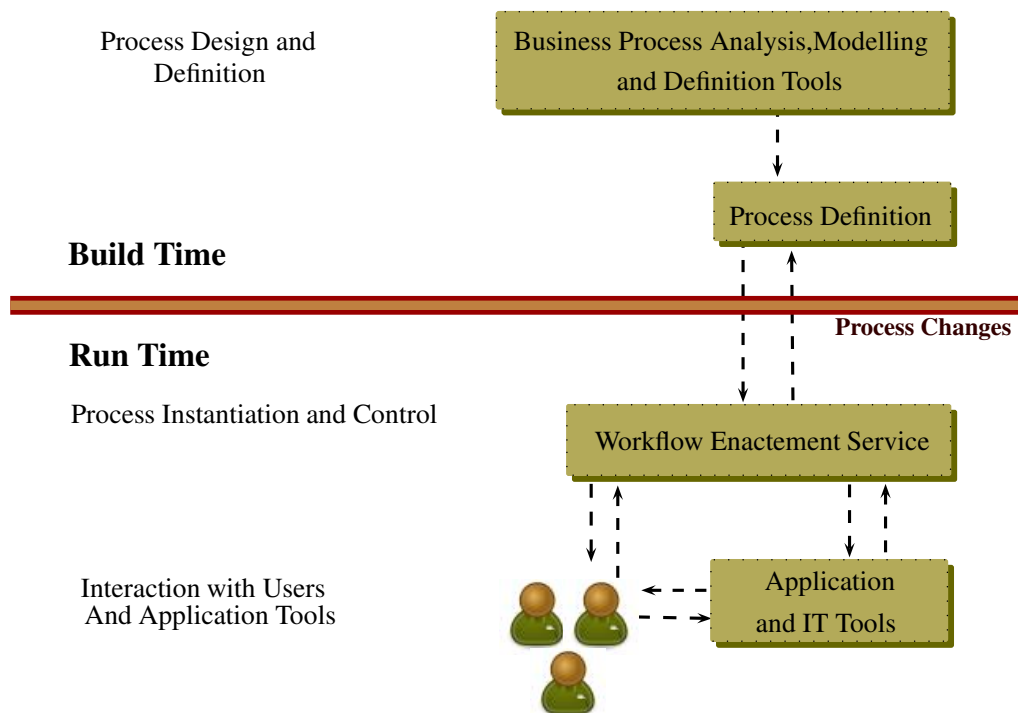 Process Design and
Definition
Business Process Analysis,Modelling
and Definition Tools
Process Definition
Build Time
Process Changes
Run Time
Process Instantiation and Control
Workflow Enactement Service
Interaction with Users
And Application Tools
Application
and IT Tools